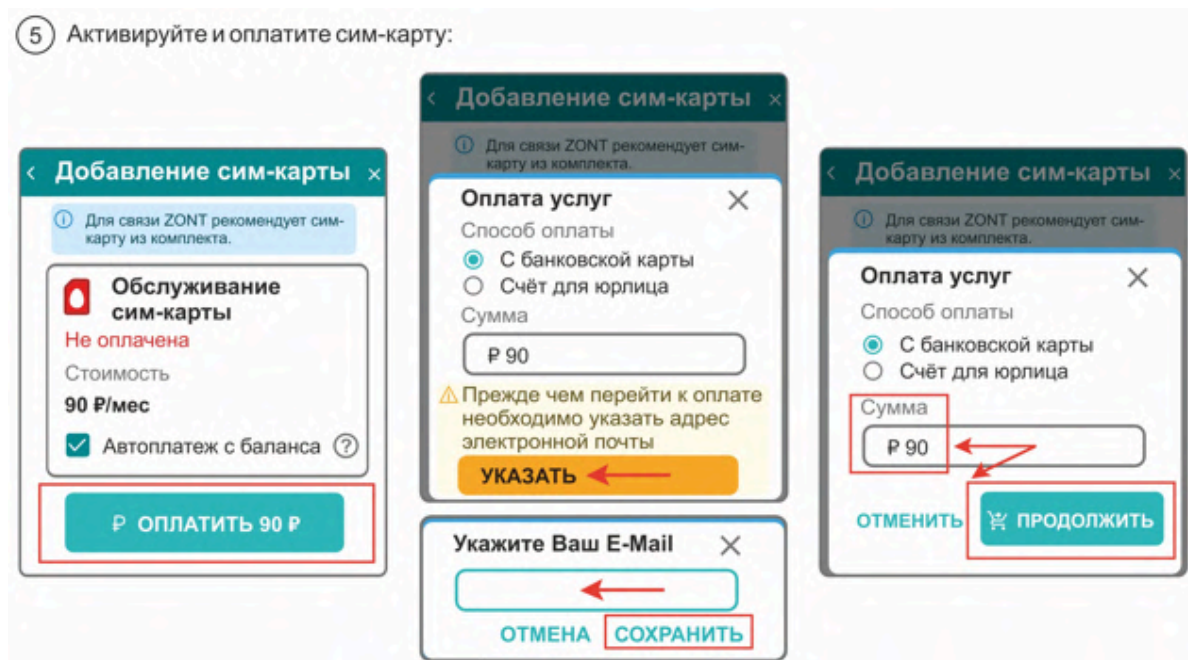 5 Активируйте и оплатите сим-карту:
< Добавление сим-карты ×
Для связи ZONT рекомендует сим-
карту из комплекта.
Обслуживание
сим-карты
Не оплачена
Стоимость
90 ₽/мес
Автоплатеж с баланса ?
₽ ОПЛАТИТЬ 90 ₽
< Добавление сим-карты ×
Для связи ZONT рекомендует сим-
карту из комплекта.
Оплата услуг
Способ оплаты
С банковской карты
Счёт для юрлица
Сумма
₽ 90
Прежде чем перейти к оплате
необходимо указать адрес
электронной почты
УКАЗАТЬ
Укажите Ваш E-Mail
ОТМЕНА СОХРАНИТЬ
< Добавление сим-карты ×
Для связи ZONT рекомендует сим-
карту из комплекта.
Оплата услуг
Способ оплаты
С банковской карты
Счёт для юрлица
Сумма
₽ 90
ОТМЕНИТЬ ПРОДОЛЖИТЬ